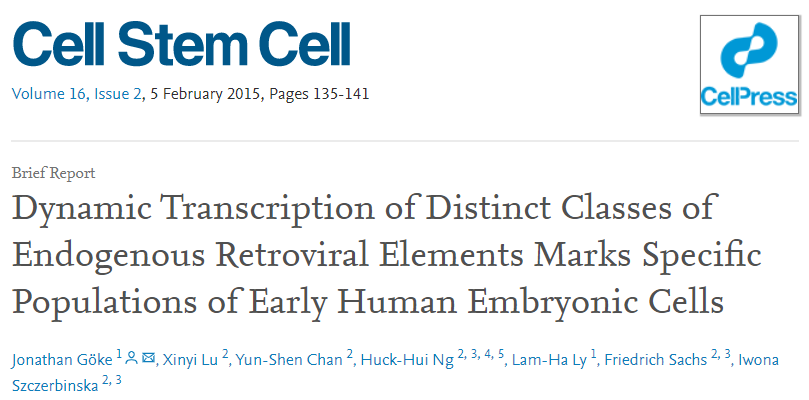 Cell Stem Cell
CellPress
Volume 16, Issue 2, 5 February 2015, Pages 135-141
Brief Report
Dynamic Transcription of Distinct Classes of
Endogenous Retroviral Elements Marks Specific
Populations of Early Human Embryonic Cells
Jonathan Göke 1, Xinyi Lu 2, Yun-Shen Chan 2, Huck-Hui Ng 2, 3, 4, 5, Lam-Ha Ly 1, Friedrich Sachs 2, 3, Iwona
Szczerbinska 2, 3